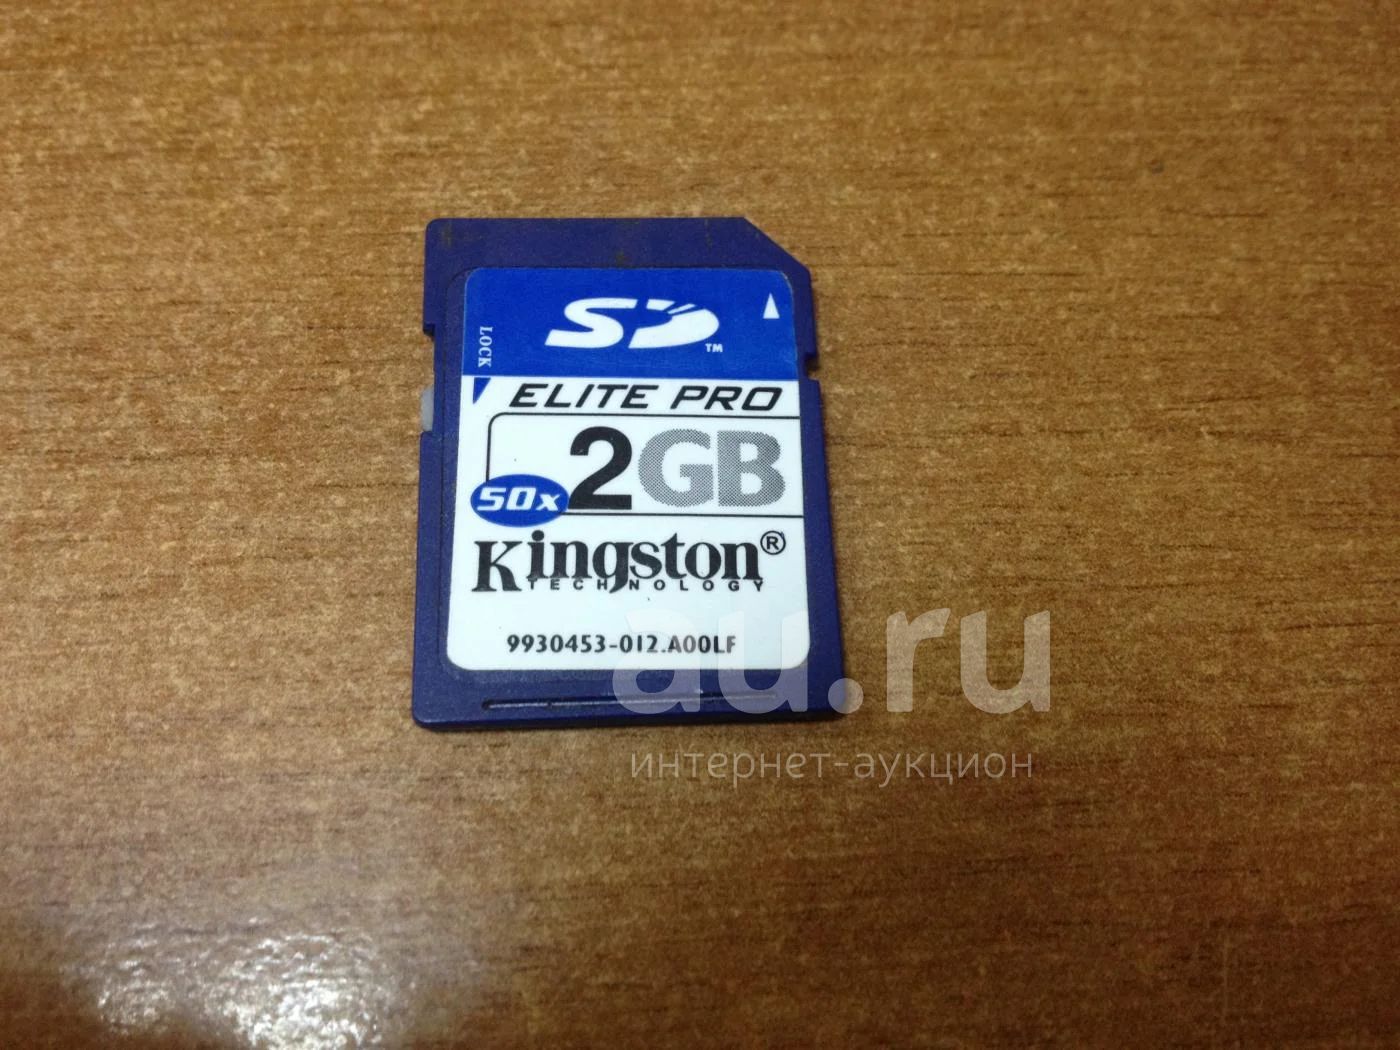 SD™
LOCK
ELITE PRO
2GB
50x
Kingston®
TECHNOLOGY
9930453-012.A00LF
au.ru
интернет-аукцион